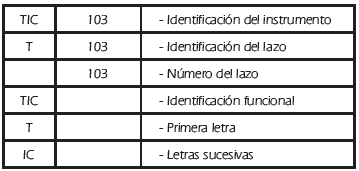 TIC 103 - Identificación del instrumento
T 103 - Identificación del lazo
103 - Número del lazo
TIC - Identificación funcional
T - Primera letra
IC - Letras sucesivas